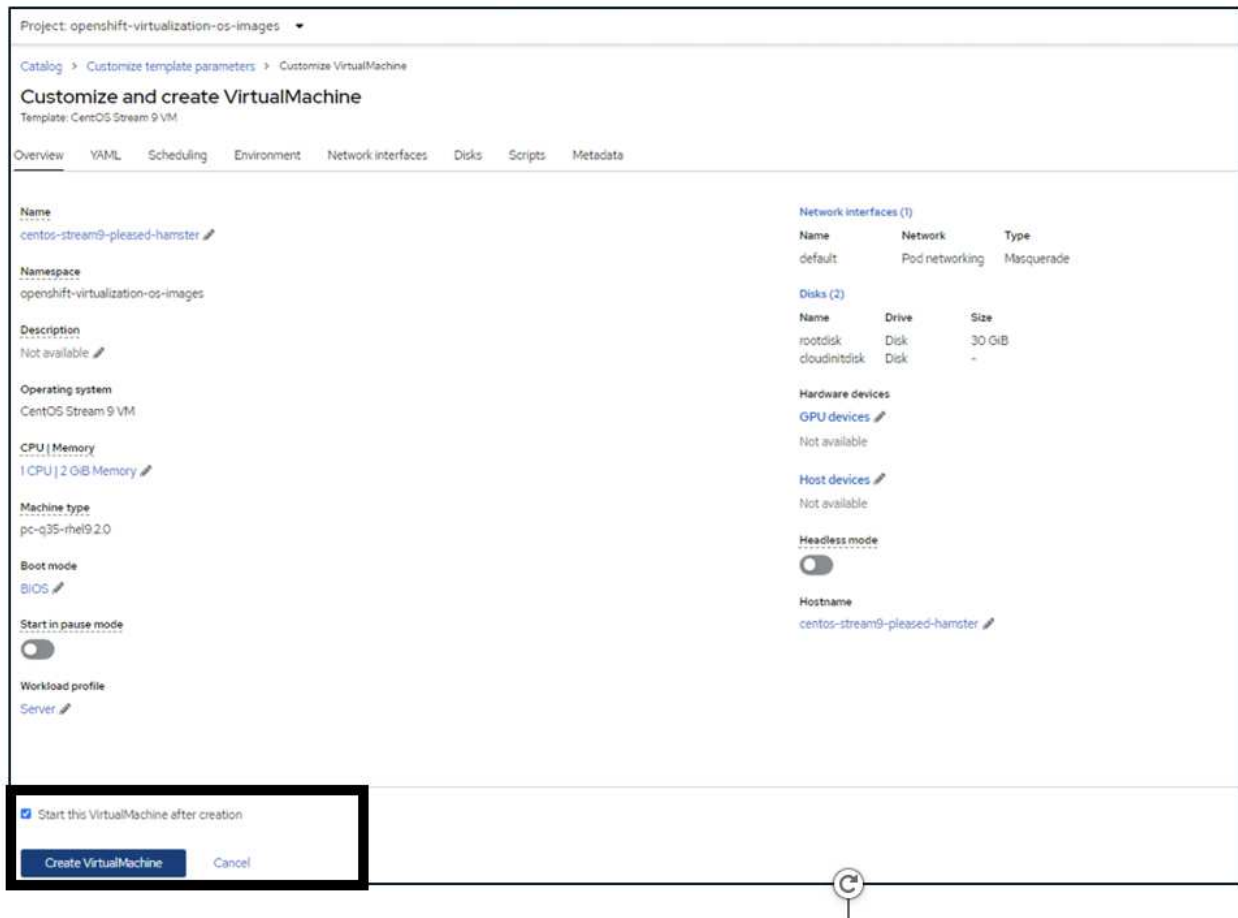 Project: openshift-virtualization-os-images
Catalog > Customize template parameters > Customize VirtualMachine
Customize and create VirtualMachine
Template: CentOS Stream 9 VM
Overview YAML Scheduling Environment Network interfaces Disks Scripts Metadata
Name
centos-stream9-pleased-hamster
Namespace
openshift-virtualization-os-images
Description
Not available
Operating system
CentOS Stream 9 VM
CPU | Memory
1 CPU | 2 GiB Memory
Machine type
pc-q35-rhel9.2.0
Boot mode
BIOS
Start in pause mode
Workload profile
Server
Network interfaces (1)
Name Network Type
default Pod networking Masquerade
Disks (2)
Name Drive Size
rootdisk Disk 30 GiB
cloudinitdisk Disk -
Hardware devices
GPU devices
Not available
Host devices
Not available
Headless mode
Hostname
centos-stream9-pleased-hamster
Start this VirtualMachine after creation
Create VirtualMachine Cancel